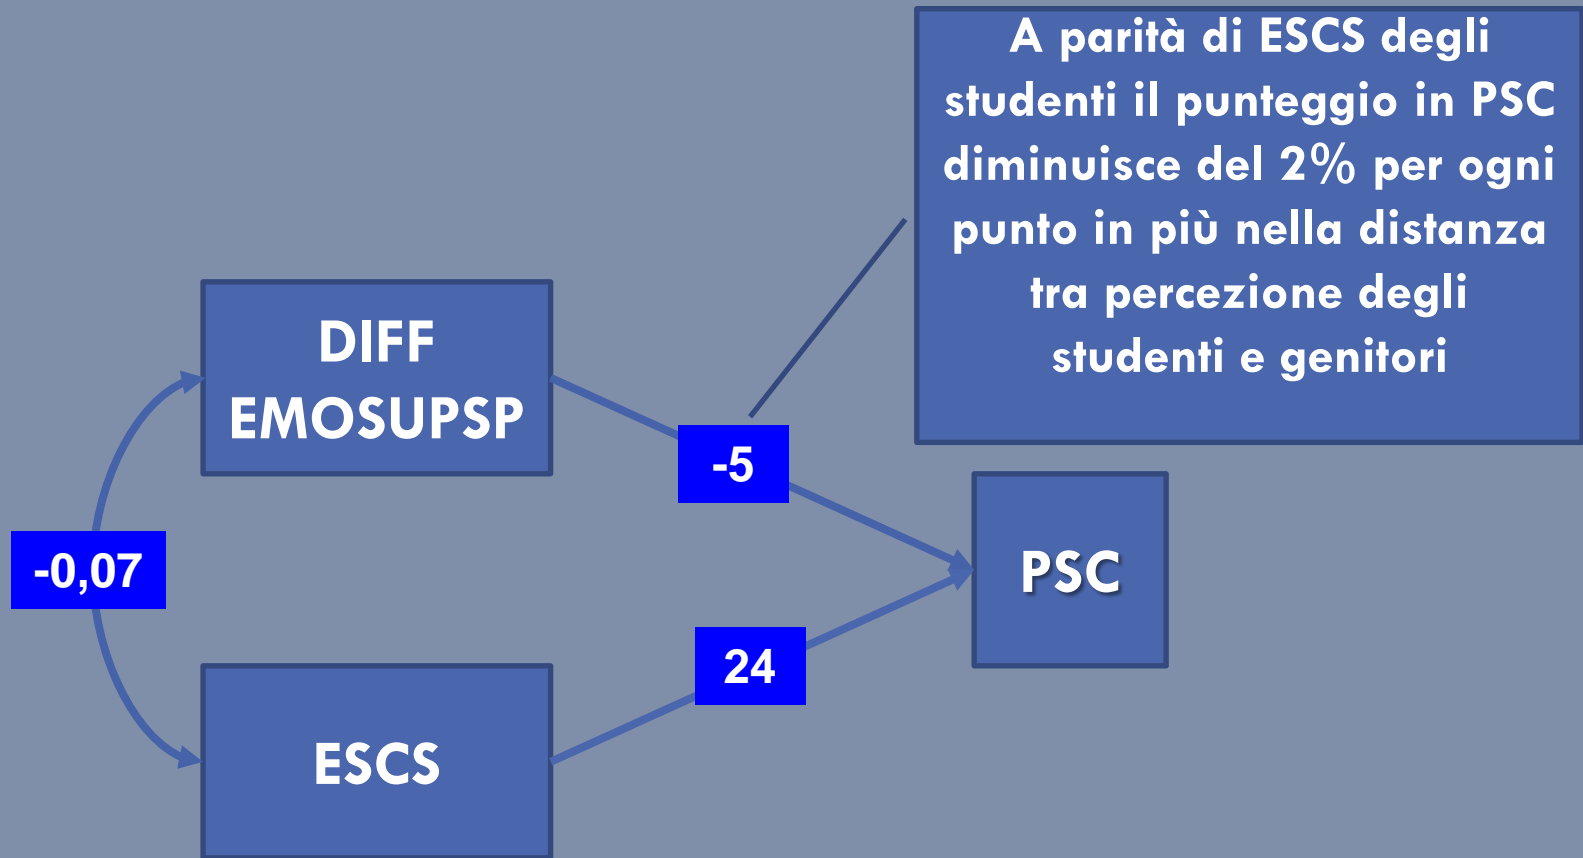 A parità di ESCS degli
studenti il punteggio in PSC
diminuisce del 2% per ogni
punto in più nella distanza
tra percezione degli
studenti e genitori
DIFF
EMOSUPSP
-5
-0,07
PSC
24
ESCS